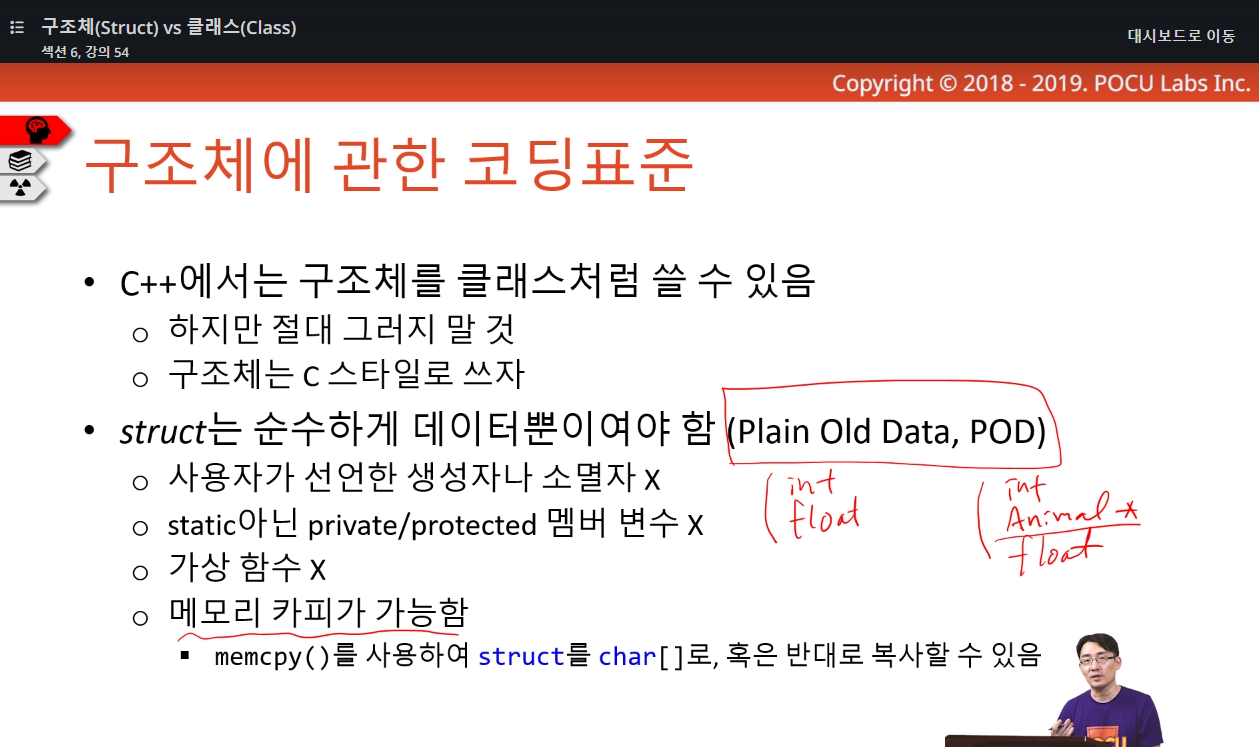 구조체(Struct) vs 클래스(Class)
섹션 6, 강의 54
대시보드로 이동
Copyright © 2018 - 2019. POCU Labs Inc.
구조체에 관한 코딩표준
• C++에서는 구조체를 클래스처럼 쓸 수 있음
o 하지만 절대 그러지 말 것
o 구조체는 C 스타일로 쓰자
• struct는 순수하게 데이터뿐이여야 함 (Plain Old Data, POD)
o 사용자가 선언한 생성자나 소멸자 X
int
float
int
Animal *
float
o static아닌 private/protected 멤버 변수 X
o 가상 함수 X
o 메모리 카피가 가능함
▪ memcpy()를 사용하여 struct를 char[]로, 혹은 반대로 복사할 수 있음
POCU